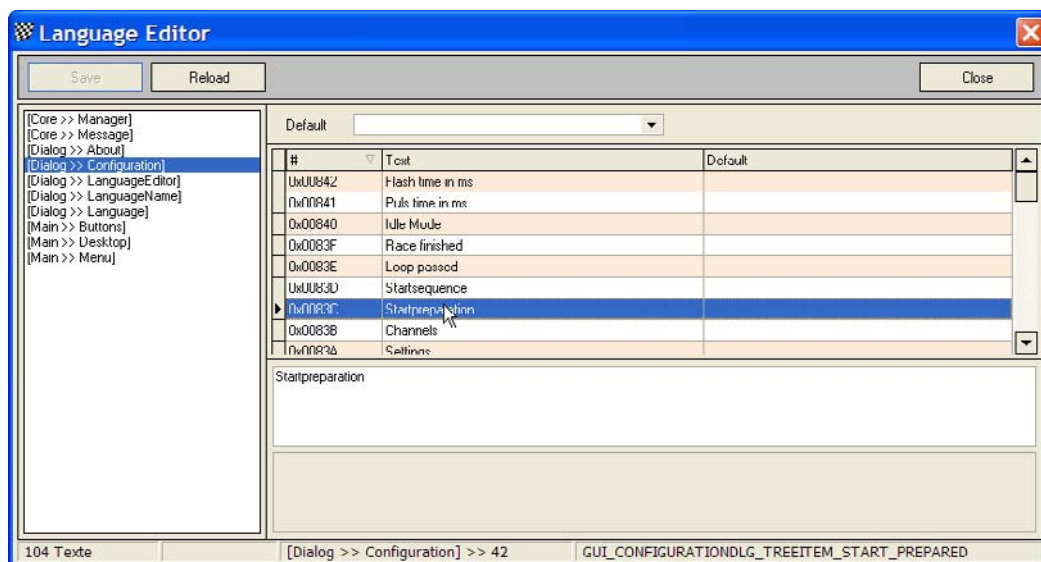 Language Editor
Save Reload Close
[Core >> Manager]
[Core >> Message]
[Dialog >> About]
[Dialog >> Configuration]
[Dialog >> LanguageEditor]
[Dialog >> LanguageName]
[Dialog >> Language]
[Main >> Buttons]
[Main >> Desktop]
[Main >> Menu]
Default
# Text Default
0x00842 Flash time in ms
0x00841 Puls time in ms
0x00840 Idle Mode
0x0083F Race finished
0x0083E Loop passed
0x0083D Startsequence
0x0083C Startpreparation
0x0083B Channels
0x0083A Settings
Startpreparation
104 Texte [Dialog >> Configuration] >> 42 GUI_CONFIGURATIONDLG_TREEITEM_START_PREPARED